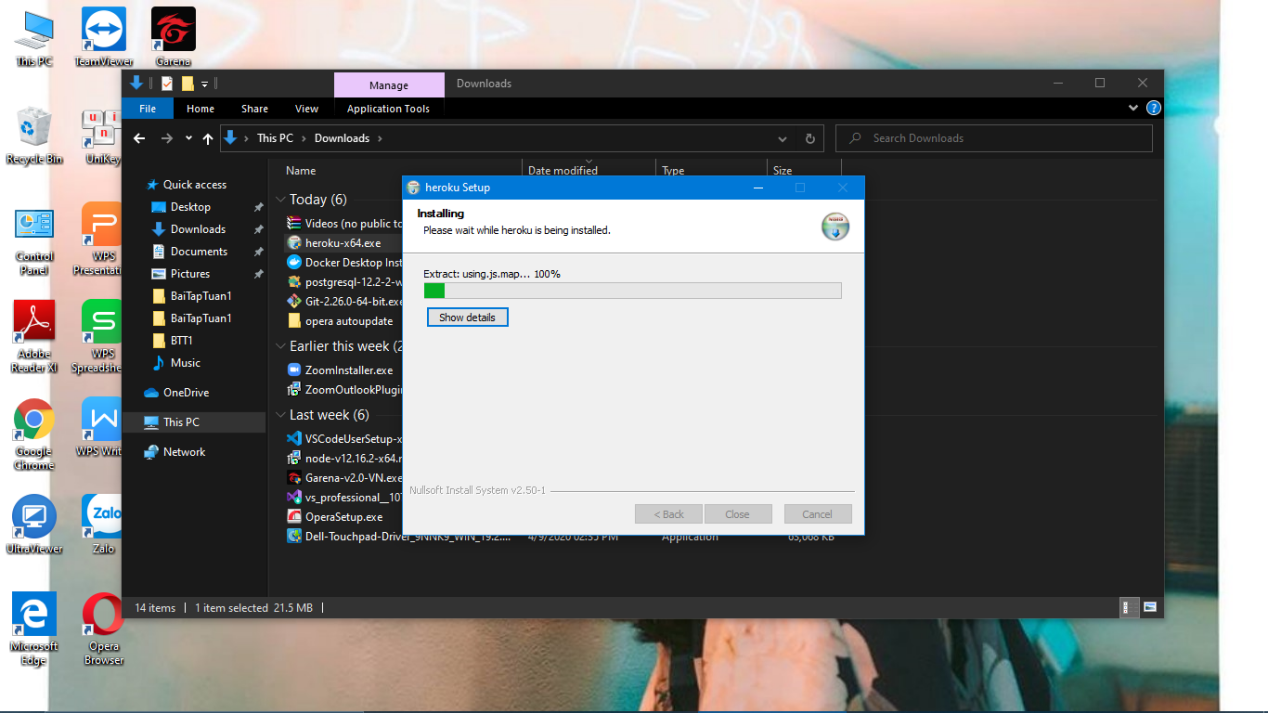 This PC
TeamViewer
Garena
Recycle Bin
UniKey
Control
Panel
WPS
Presentati
Adobe
Reader XI
WPS
Spreadshe
Google
Chrome
WPS Writ
UltraViewer
Zalo
Zalo
Microsoft
Edge
Opera
Browser
Manage
Downloads
File
Home
Share
View
Application Tools
This PC > Downloads >
Search Downloads
Quick access
Desktop
Downloads
Documents
Pictures
BaiTapTuan1
BaiTapTuan1
BTT1
Music
OneDrive
This PC
Network
Name
Date modified
Type
Size
Today (6)
Videos (no public to
heroku-x64.exe
Docker Desktop Inst
postgresql-12.2-2-w
Git-2.26.0-64-bit.exe
opera autoupdate
Earlier this week (2
ZoomInstaller.exe
ZoomOutlookPlugi
Last week (6)
VSCodeUserSetup-x
node-v12.16.2-x64.
Garena-v2.0-VN.exe
vs_professional__10
OperaSetup.exe
Dell-Touchpad-Driver_9NNK9_WIN_19.2....
4/9/2020 02:35 PM
Application
63,068 KB
heroku Setup
Installing
Please wait while heroku is being installed.
Extract: using.js.map... 100%
Show details
Nullsoft Install System v2.50-1
< Back
Close
Cancel
14 items
1 item selected 21.5 MB